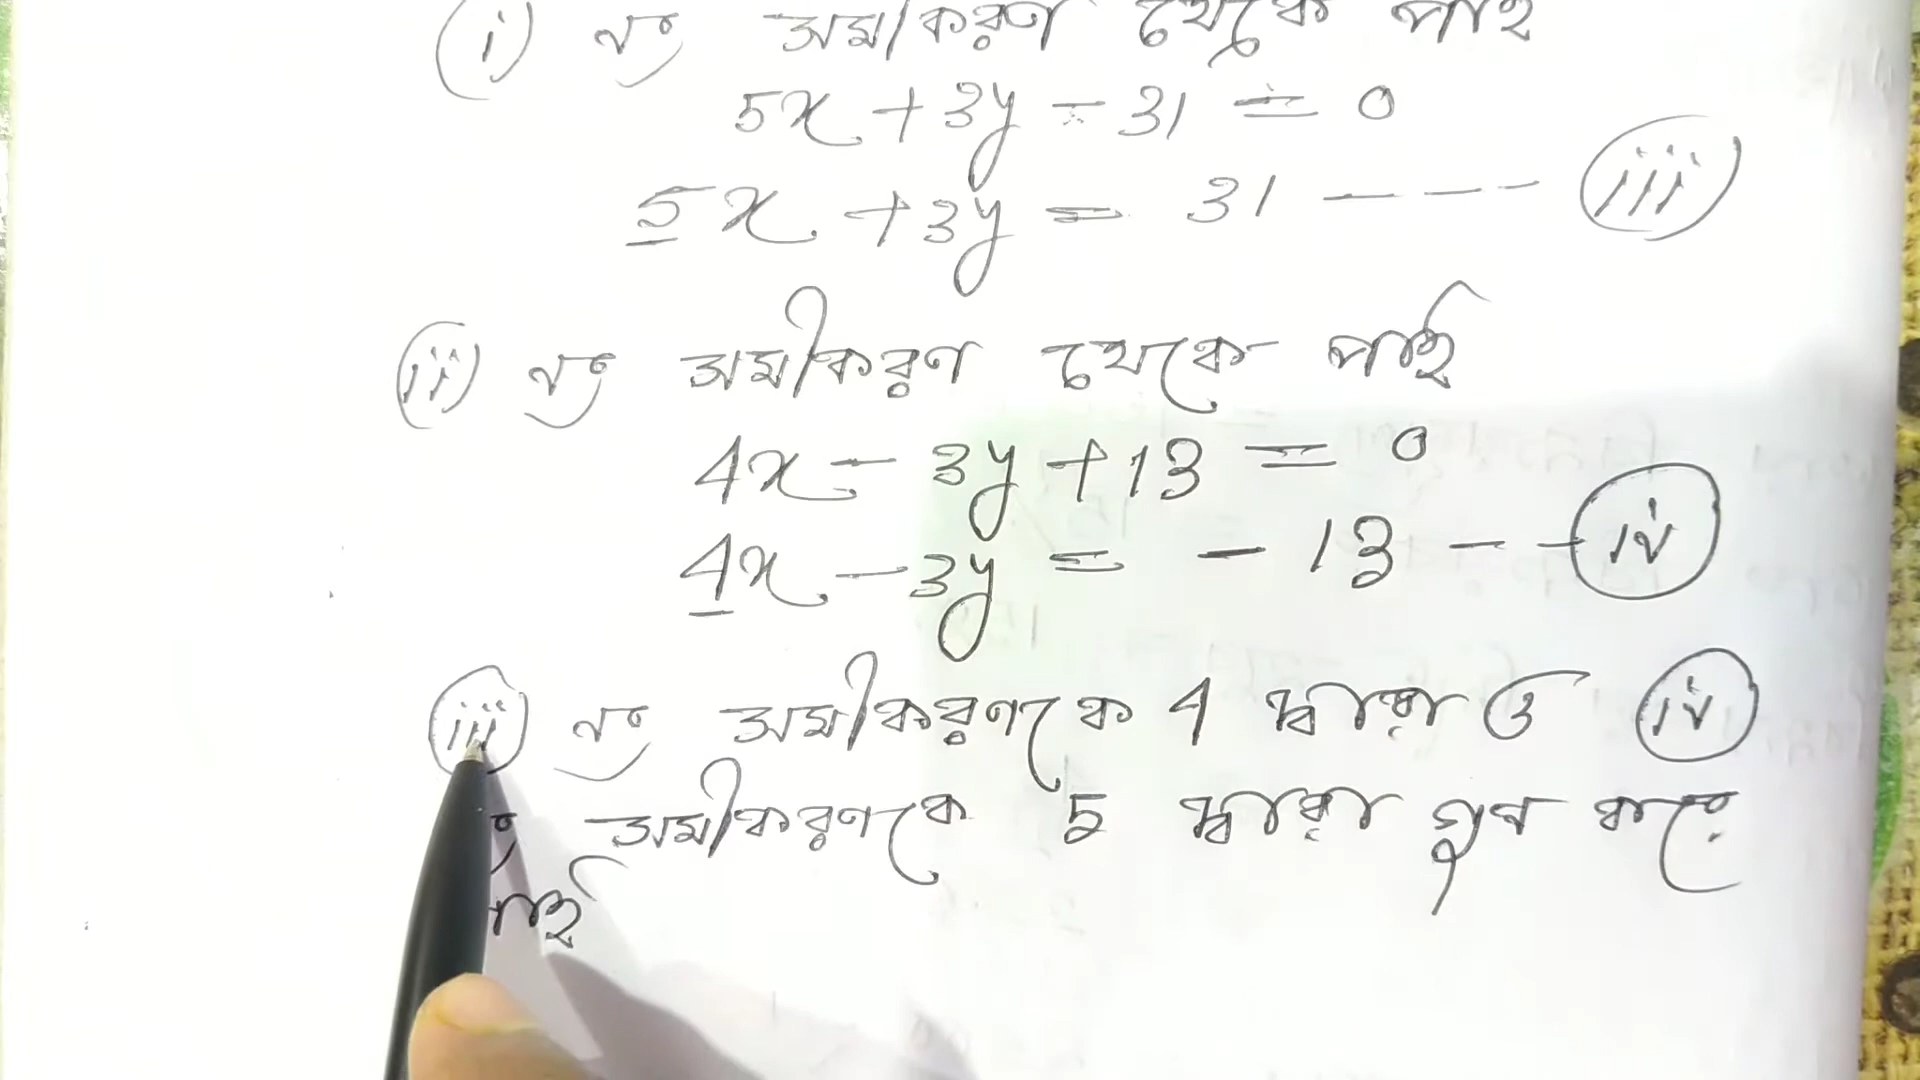 (i) নং সমীকরণ থেকে পাই
5x + 3y - 31 = 0
5x + 3y = 31 - - - (iii)
(ii) নং সমীকরণ থেকে পাই
4x - 3y + 13 = 0
4x - 3y = - 13 - - (iv)
(iii) নং সমীকরণকে 4 দ্বারা ও (iv)
নং সমীকরণকে 5 দ্বারা গুন করে
পাই